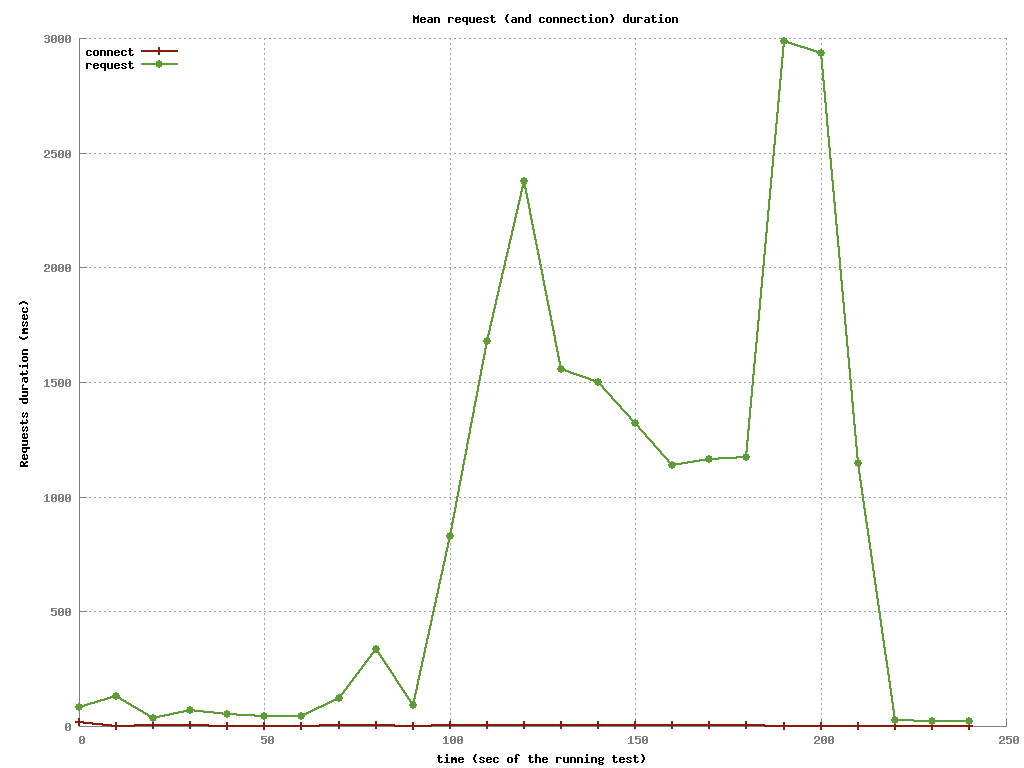 Mean request (and connection) duration
connect
request
3000
2500
2000
1500
1000
500
0
Requests duration (msec)
0 50 100 150 200 250
time (sec of the running test)